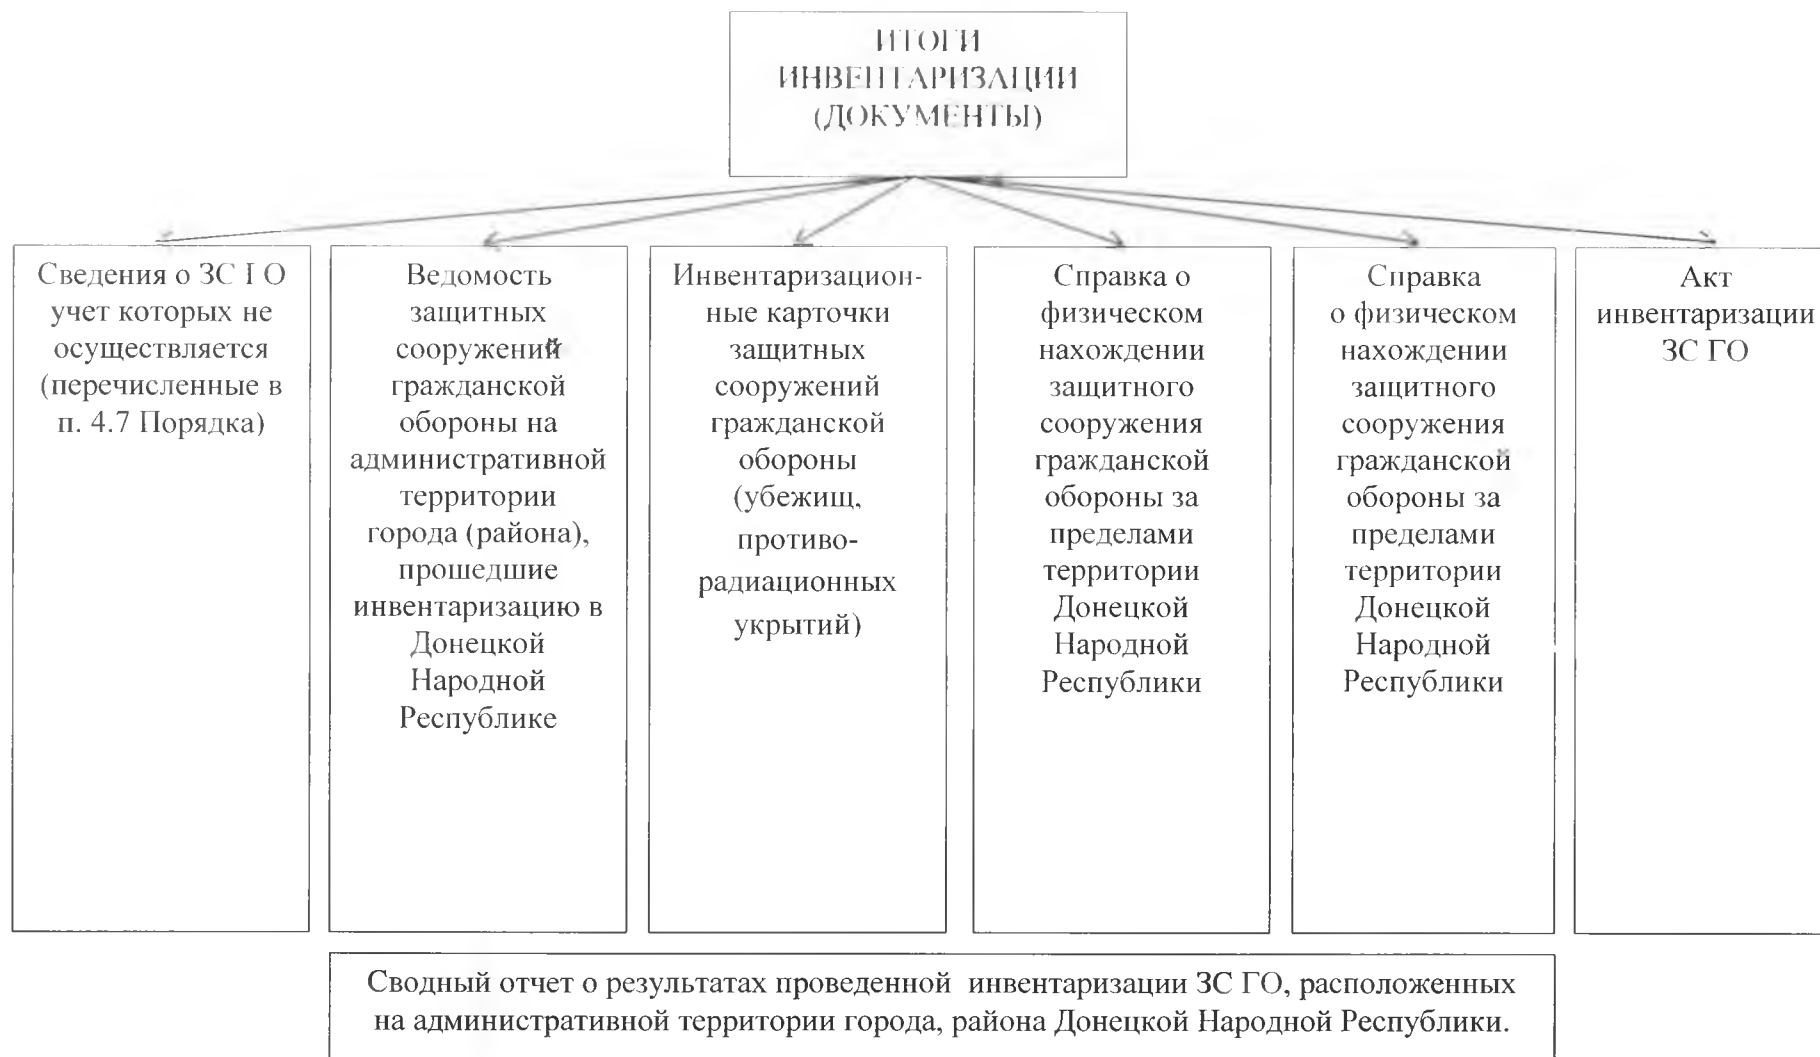 ИТОГИ
ИНВЕНТАРИЗАЦИИ
(ДОКУМЕНТЫ)
Сведения о ЗС ГО
учет которых не
осуществляется
(перечисленные в
п. 4.7 Порядка)
Ведомость
защитных
сооружений
гражданской
обороны на
административной
территории
города (района),
прошедшие
инвентаризацию в
Донецкой
Народной
Республике
Инвентаризацион-
ные карточки
защитных
сооружений
гражданской
обороны
(убежищ,
противо-
радиационных
укрытий)
Справка о
физическом
нахождении
защитного
сооружения
гражданской
обороны за
пределами
территории
Донецкой
Народной
Республики
Справка
о физическом
нахождении
защитного
сооружения
гражданской
обороны за
пределами
территории
Донецкой
Народной
Республики
Акт
инвентаризации
ЗС ГО
Сводный отчет о результатах проведенной инвентаризации ЗС ГО, расположенных
на административной территории города, района Донецкой Народной Республики.